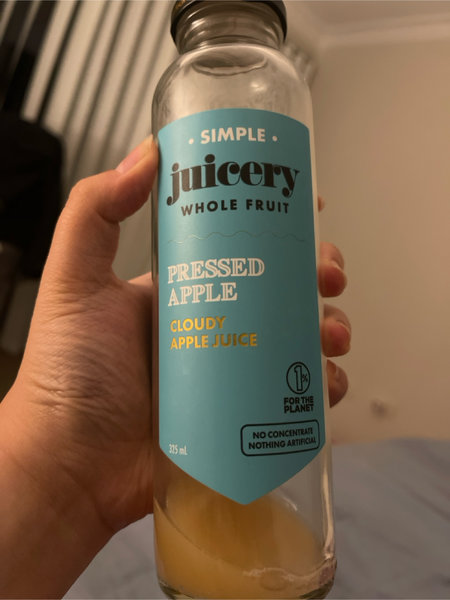 • SIMPLE •
juicery
WHOLE FRUIT
PRESSED
APPLE
CLOUDY
APPLE JUICE
1%
FOR THE
PLANET
NO CONCENTRATE
NOTHING ARTIFICIAL
325 mL